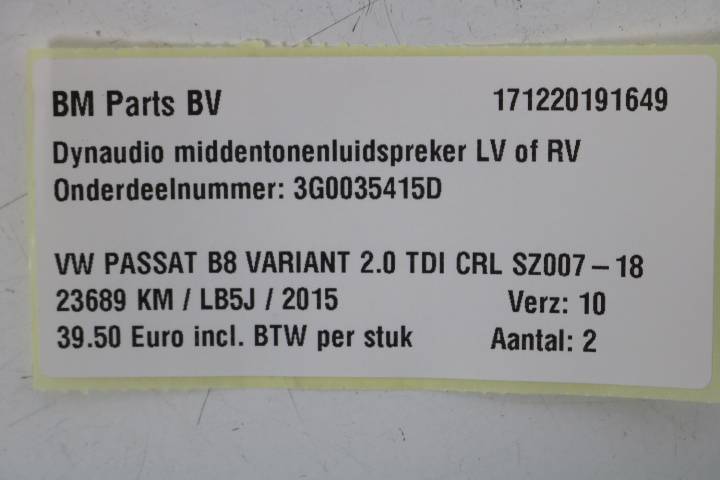 BM Parts BV 171220191649
Dynaudio middentonenluidspreker LV of RV
Onderdeelnummer: 3G0035415D
VW PASSAT B8 VARIANT 2.0 TDI CRL SZ007-18
23689 KM / LB5J / 2015 Verz: 10
39.50 Euro incl. BTW per stuk Aantal: 2